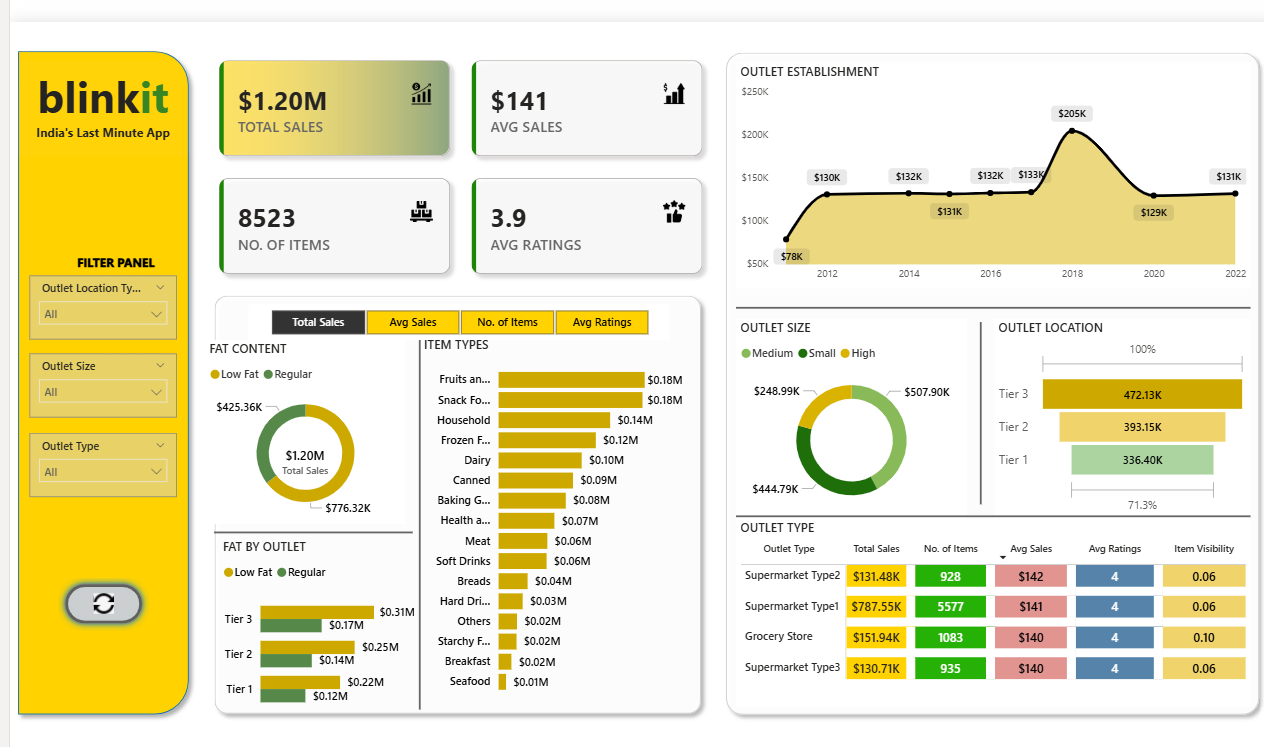 blinkit
India's Last Minute App
FILTER PANEL
Outlet Location Ty...
All
Outlet Size
All
Outlet Type
All
$1.20M
TOTAL SALES
$141
AVG SALES
8523
NO. OF ITEMS
3.9
AVG RATINGS
Total Sales Avg Sales No. of Items Avg Ratings
FAT CONTENT
Low Fat Regular
$425.36K
$1.20M
Total Sales
$776.32K
FAT BY OUTLET
Low Fat Regular
Tier 3 $0.31M
$0.17M
Tier 2 $0.25M
$0.14M
Tier 1 $0.22M
$0.12M
ITEM TYPES
Fruits an... $0.18M
Snack Fo... $0.18M
Household $0.14M
Frozen F... $0.12M
Dairy $0.10M
Canned $0.09M
Baking G... $0.08M
Health a... $0.07M
Meat $0.06M
Soft Drinks $0.06M
Breads $0.04M
Hard Dri... $0.03M
Others $0.02M
Starchy F... $0.02M
Breakfast $0.02M
Seafood $0.01M
OUTLET ESTABLISHMENT
$250K
$200K
$150K
$100K
$50K
$78K
$130K
$132K
$131K
$132K
$133K
$205K
$129K
$131K
2012 2014 2016 2018 2020 2022
OUTLET SIZE
Medium Small High
$248.99K
$507.90K
$444.79K
OUTLET LOCATION
100%
Tier 3 472.13K
Tier 2 393.15K
Tier 1 336.40K
71.3%
OUTLET TYPE
Outlet Type Total Sales No. of Items Avg Sales Avg Ratings Item Visibility
Supermarket Type2 $131.48K 928 $142 4 0.06
Supermarket Type1 $787.55K 5577 $141 4 0.06
Grocery Store $151.94K 1083 $140 4 0.10
Supermarket Type3 $130.71K 935 $140 4 0.06